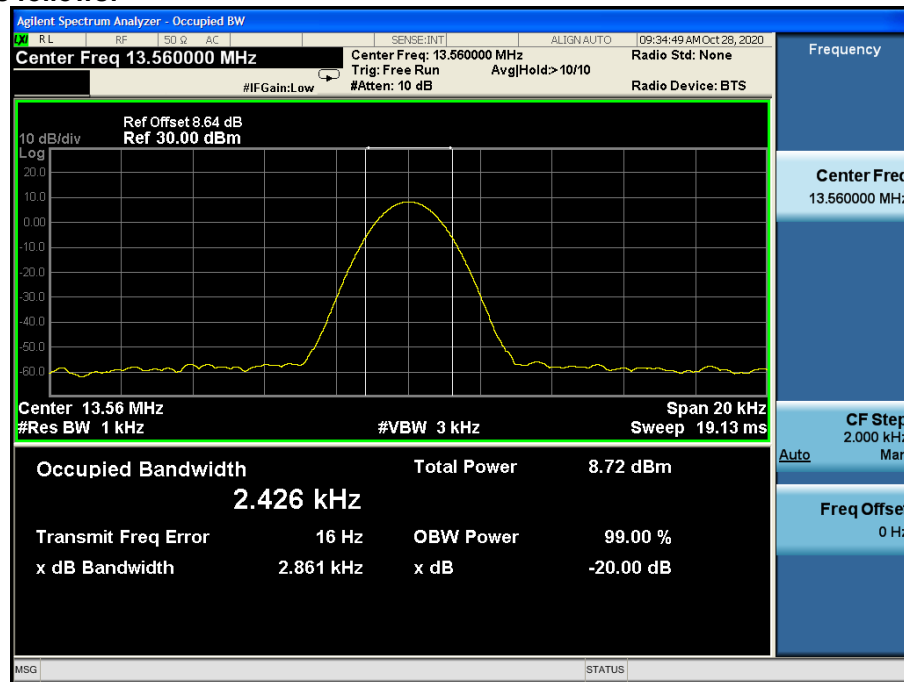 Agilent Spectrum Analyzer - Occupied BW
LXI RL RF 50 Ω AC SENSE:INT ALIGN AUTO 09:34:49 AM Oct 28, 2020
Center Freq 13.560000 MHz Center Freq: 13.560000 MHz Radio Std: None Frequency
Trig: Free Run Avg|Hold:>10/10
#IFGain:Low #Atten: 10 dB Radio Device: BTS
Ref Offset 8.64 dB
10 dB/div Ref 30.00 dBm
Log
20.0
10.0
0.00
-10.0
-20.0
-30.0
-40.0
-50.0
-60.0
Center Freq
13.560000 MHz
Center 13.56 MHz Span 20 kHz
#Res BW 1 kHz #VBW 3 kHz Sweep 19.13 ms
CF Step
2.000 kHz
Auto Man
Occupied Bandwidth Total Power 8.72 dBm
2.426 kHz
Freq Offset
0 Hz
Transmit Freq Error 16 Hz OBW Power 99.00 %
x dB Bandwidth 2.861 kHz x dB -20.00 dB
MSG STATUS